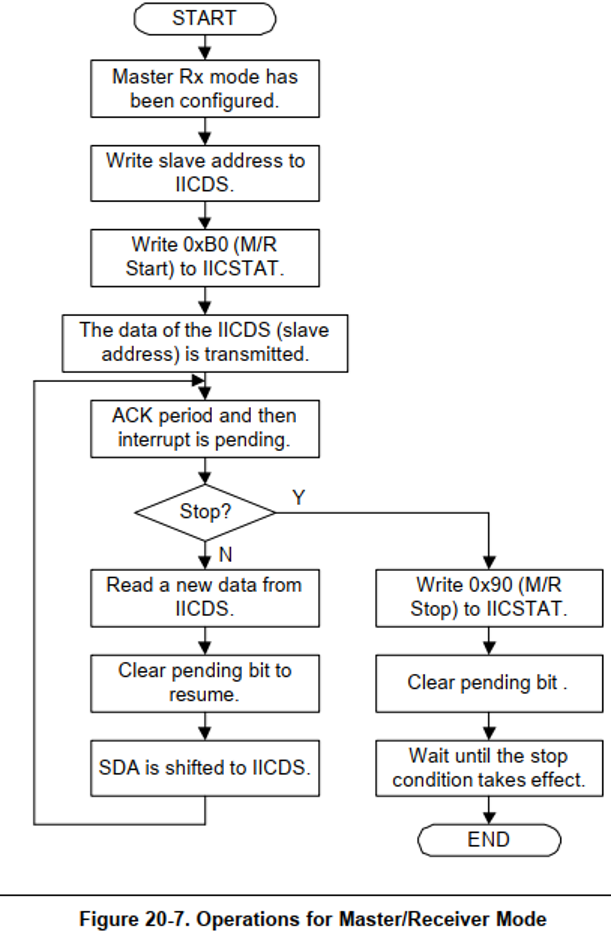 START
Master Rx mode has
been configured.
Write slave address to
IICDS.
Write 0xB0 (M/R
Start) to IICSTAT.
The data of the IICDS (slave
address) is transmitted.
ACK period and then
interrupt is pending.
Stop?
Y
N
Read a new data from
IICDS.
Clear pending bit to
resume.
SDA is shifted to IICDS.
Write 0x90 (M/R
Stop) to IICSTAT.
Clear pending bit .
Wait until the stop
condition takes effect.
END
Figure 20-7. Operations for Master/Receiver Mode